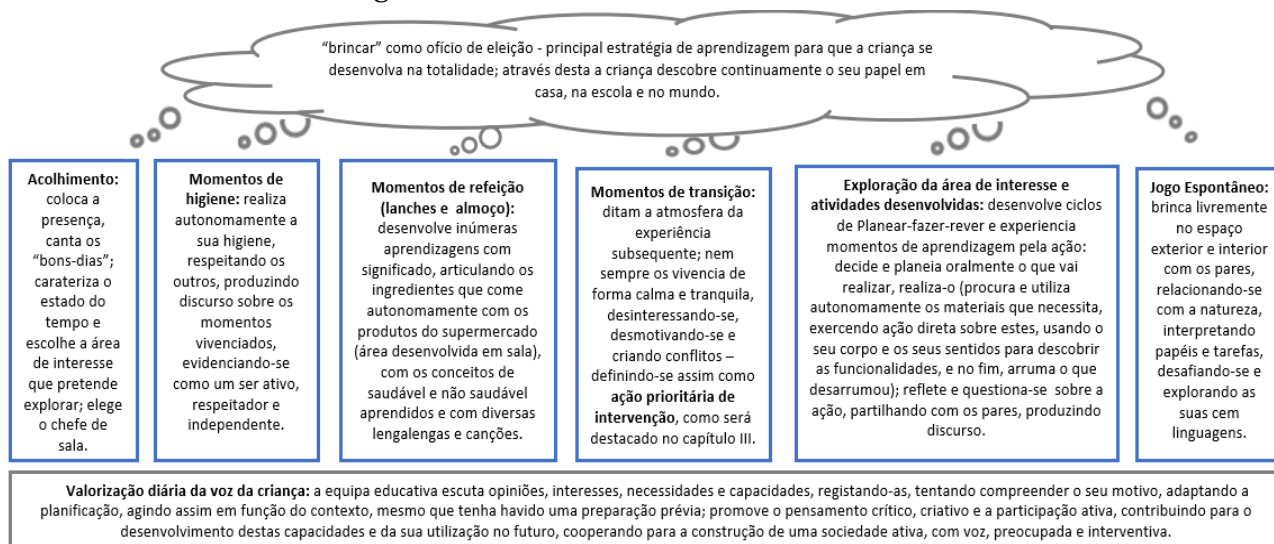 “brincar” como ofício de eleição - principal estratégia de aprendizagem para que a criança se
desenvolva na totalidade; através desta a criança descobre continuamente o seu papel em
casa, na escola e no mundo.
Acolhimento:
coloca a
presença,
canta os
“bons-dias”;
carateriza o
estado do
tempo e
escolhe a área
de interesse
que pretende
explorar; elege
o chefe de
sala.
Momentos de
higiene: realiza
autonomamente a
sua higiene,
respeitando os
outros, produzindo
discurso sobre os
momentos
vivenciados,
evidenciando-se
como um ser ativo,
respeitador e
independente.
Momentos de refeição
(lanches e almoço):
desenvolve inúmeras
aprendizagens com
significado, articulando os
ingredientes que come
autonomamente com os
produtos do supermercado
(área desenvolvida em sala),
com os conceitos de
saudável e não saudável
aprendidos e com diversas
lengalengas e canções.
Momentos de transição:
ditam a atmosfera da
experiência
subsequente; nem
sempre os vivencia de
forma calma e tranquila,
desinteressando-se,
desmotivando-se e
criando conflitos –
definindo-se assim como
ação prioritária de
intervenção, como será
destacado no capítulo III.
Exploração da área de interesse e
atividades desenvolvidas: desenvolve ciclos
de Planear-fazer-rever e experiencia
momentos de aprendizagem pela ação:
decide e planeia oralmente o que vai
realizar, realiza-o (procura e utiliza
autonomamente os materiais que necessita,
exercendo ação direta sobre estes, usando o
seu corpo e os seus sentidos para descobrir
as funcionalidades, e no fim, arruma o que
desarrumou); reflete e questiona-se sobre a
ação, partilhando com os pares, produzindo
discurso.
Jogo Espontâneo:
brinca livremente
no espaço
exterior e interior
com os pares,
relacionando-se
com a natureza,
interpretando
papéis e tarefas,
desafiando-se e
explorando as
suas cem
linguagens.
Valorização diária da voz da criança: a equipa educativa escuta opiniões, interesses, necessidades e capacidades, registando-as, tentando compreender o seu motivo, adaptando a
planificação, agindo assim em função do contexto, mesmo que tenha havido uma preparação prévia; promove o pensamento crítico, criativo e a participação ativa, contribuindo para o
desenvolvimento destas capacidades e da sua utilização no futuro, cooperando para a construção de uma sociedade ativa, com voz, preocupada e interventiva.